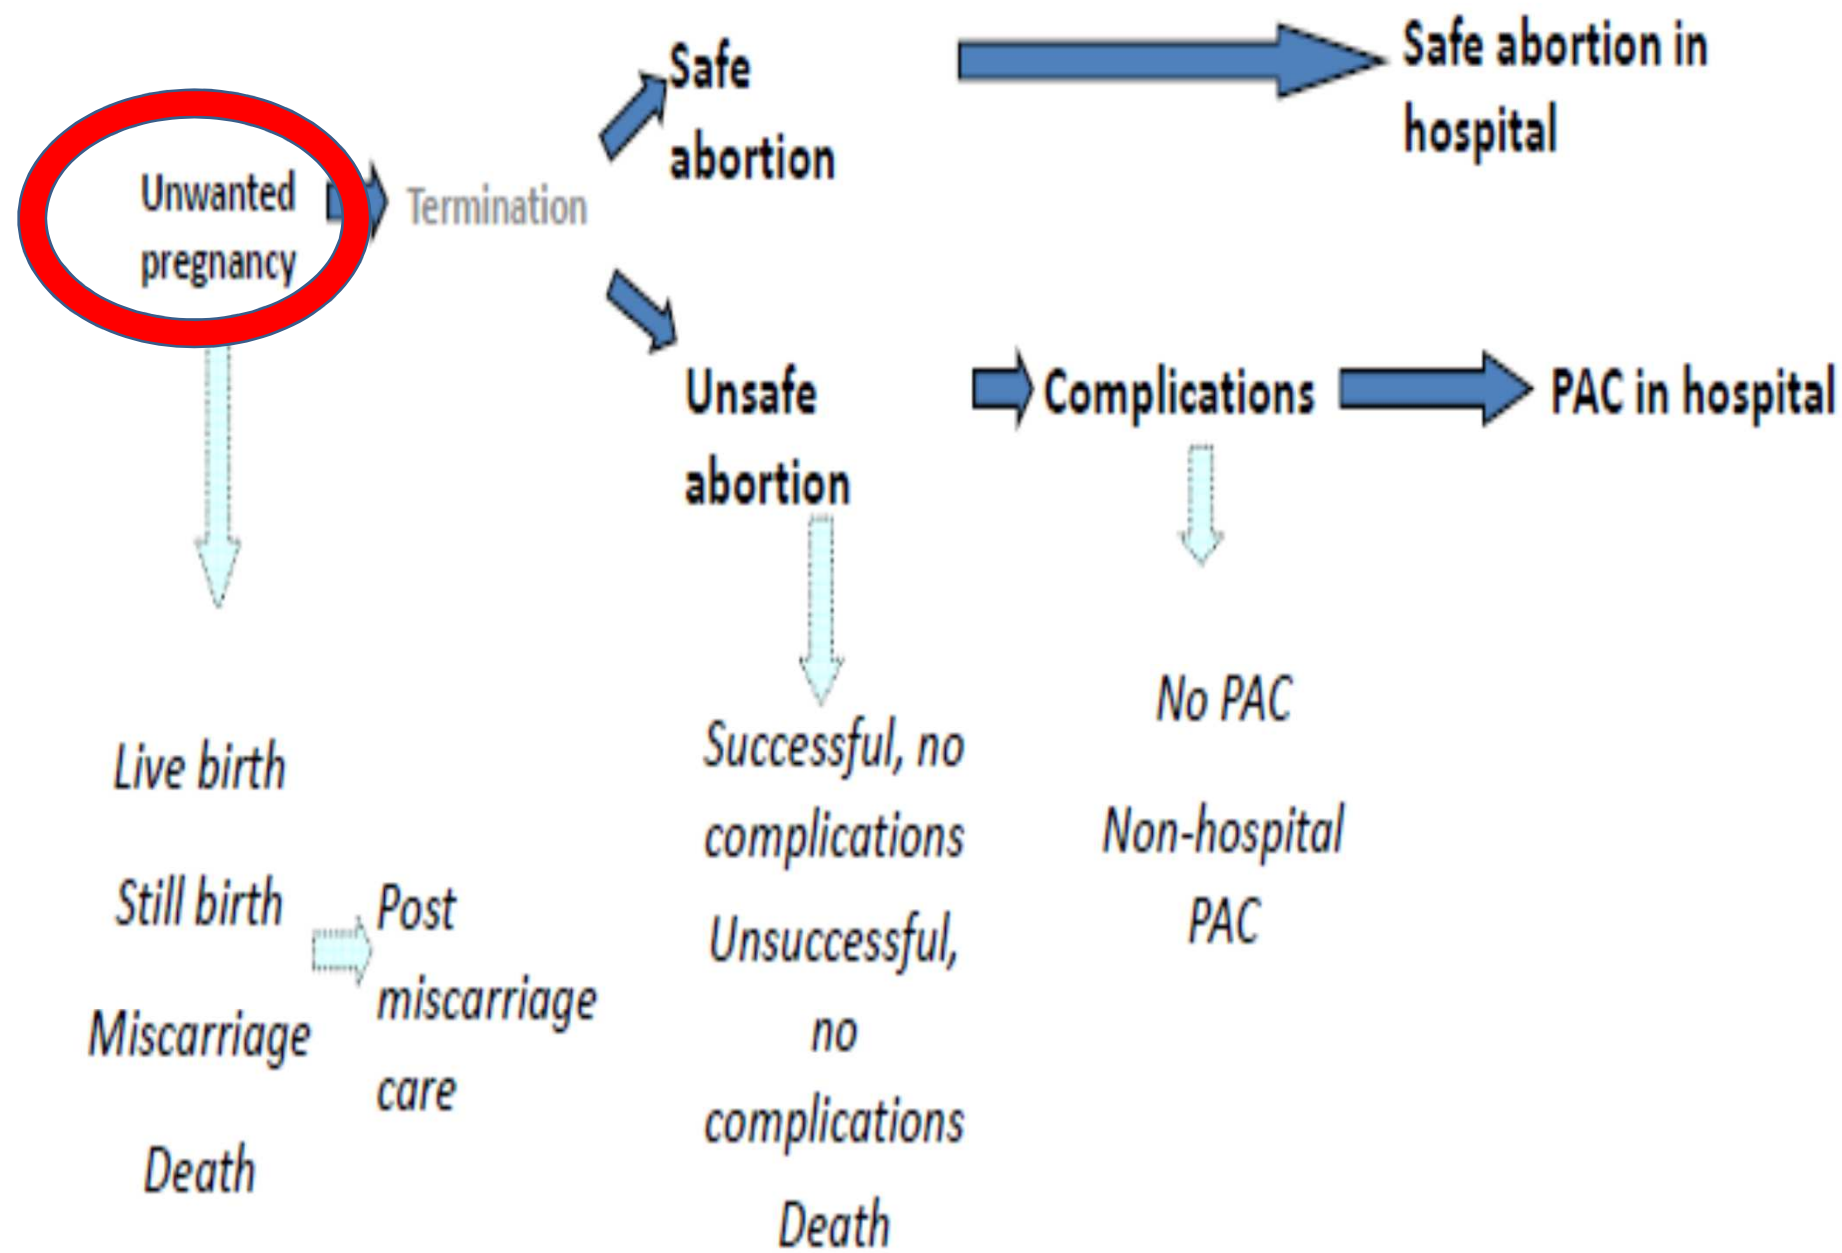 Safe
abortion
Safe abortion in
hospital
Unwanted
pregnancy
Termination
Unsafe
abortion
Complications
PAC in hospital
Live birth
Still birth
Miscarriage
Death
Post
miscarriage
care
Successful, no
complications
Unsuccessful,
no
complications
Death
No PAC
Non-hospital
PAC